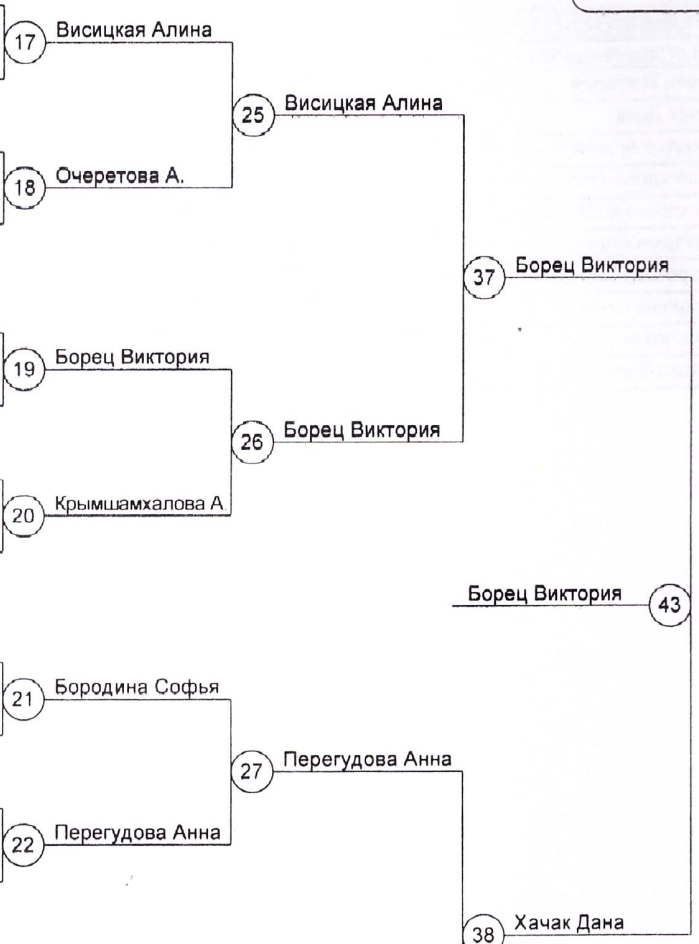 17 Висицкая Алина
25 Висицкая Алина
18 Очеретова А.
37 Борец Виктория
19 Борец Виктория
26 Борец Виктория
20 Крымшамхалова А.
Борец Виктория 43
21 Бородина Софья
27 Перегудова Анна
22 Перегудова Анна
38 Хачак Дана